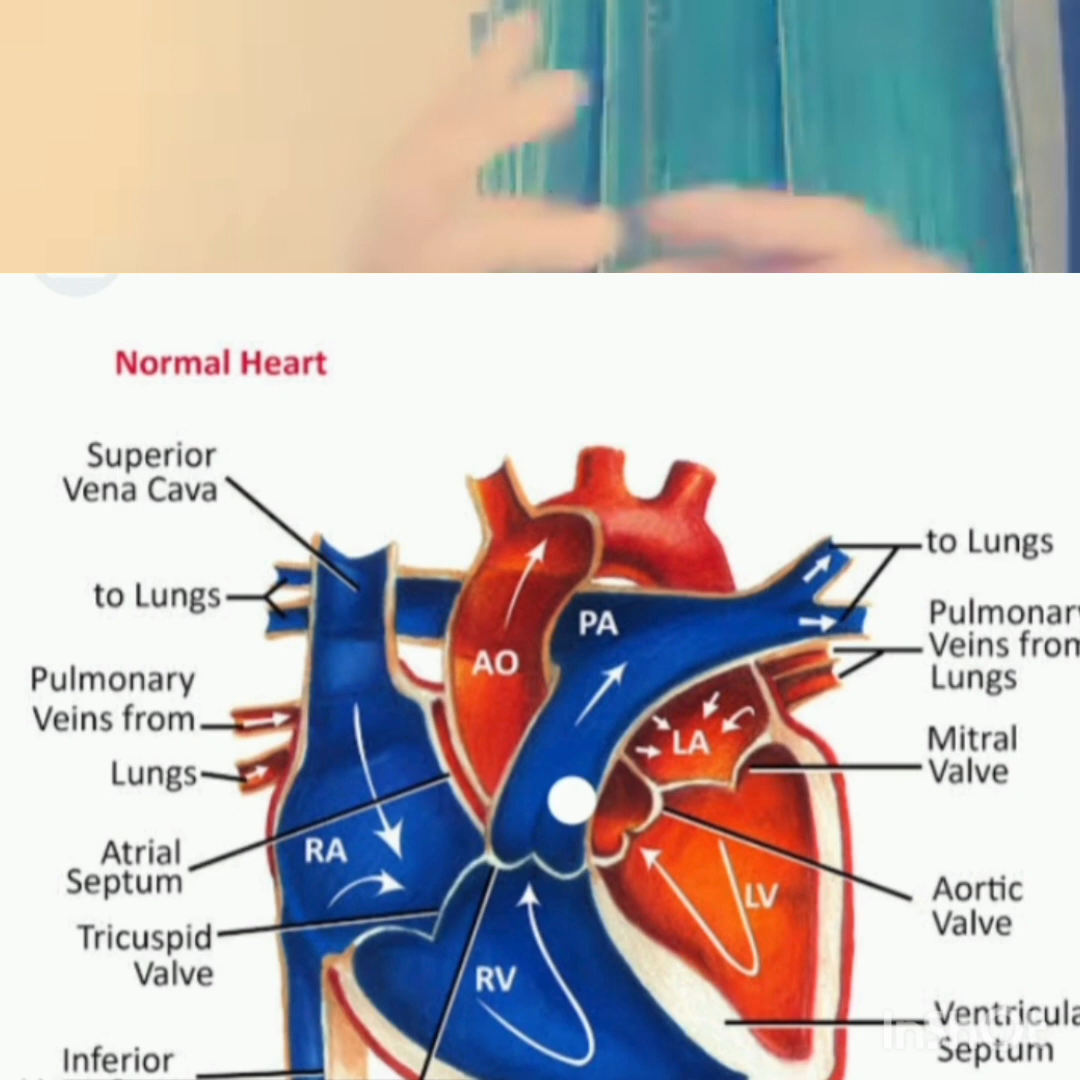 Normal Heart
Superior
Vena Cava
to Lungs
Pulmonary
Veins from
Lungs
Atrial
Septum
Tricuspid
Valve
Inferior
AO
PA
LA
RA
LV
RV
to Lungs
Pulmonary
Veins from
Lungs
Mitral
Valve
Aortic
Valve
Ventricula
Septum
InShOt